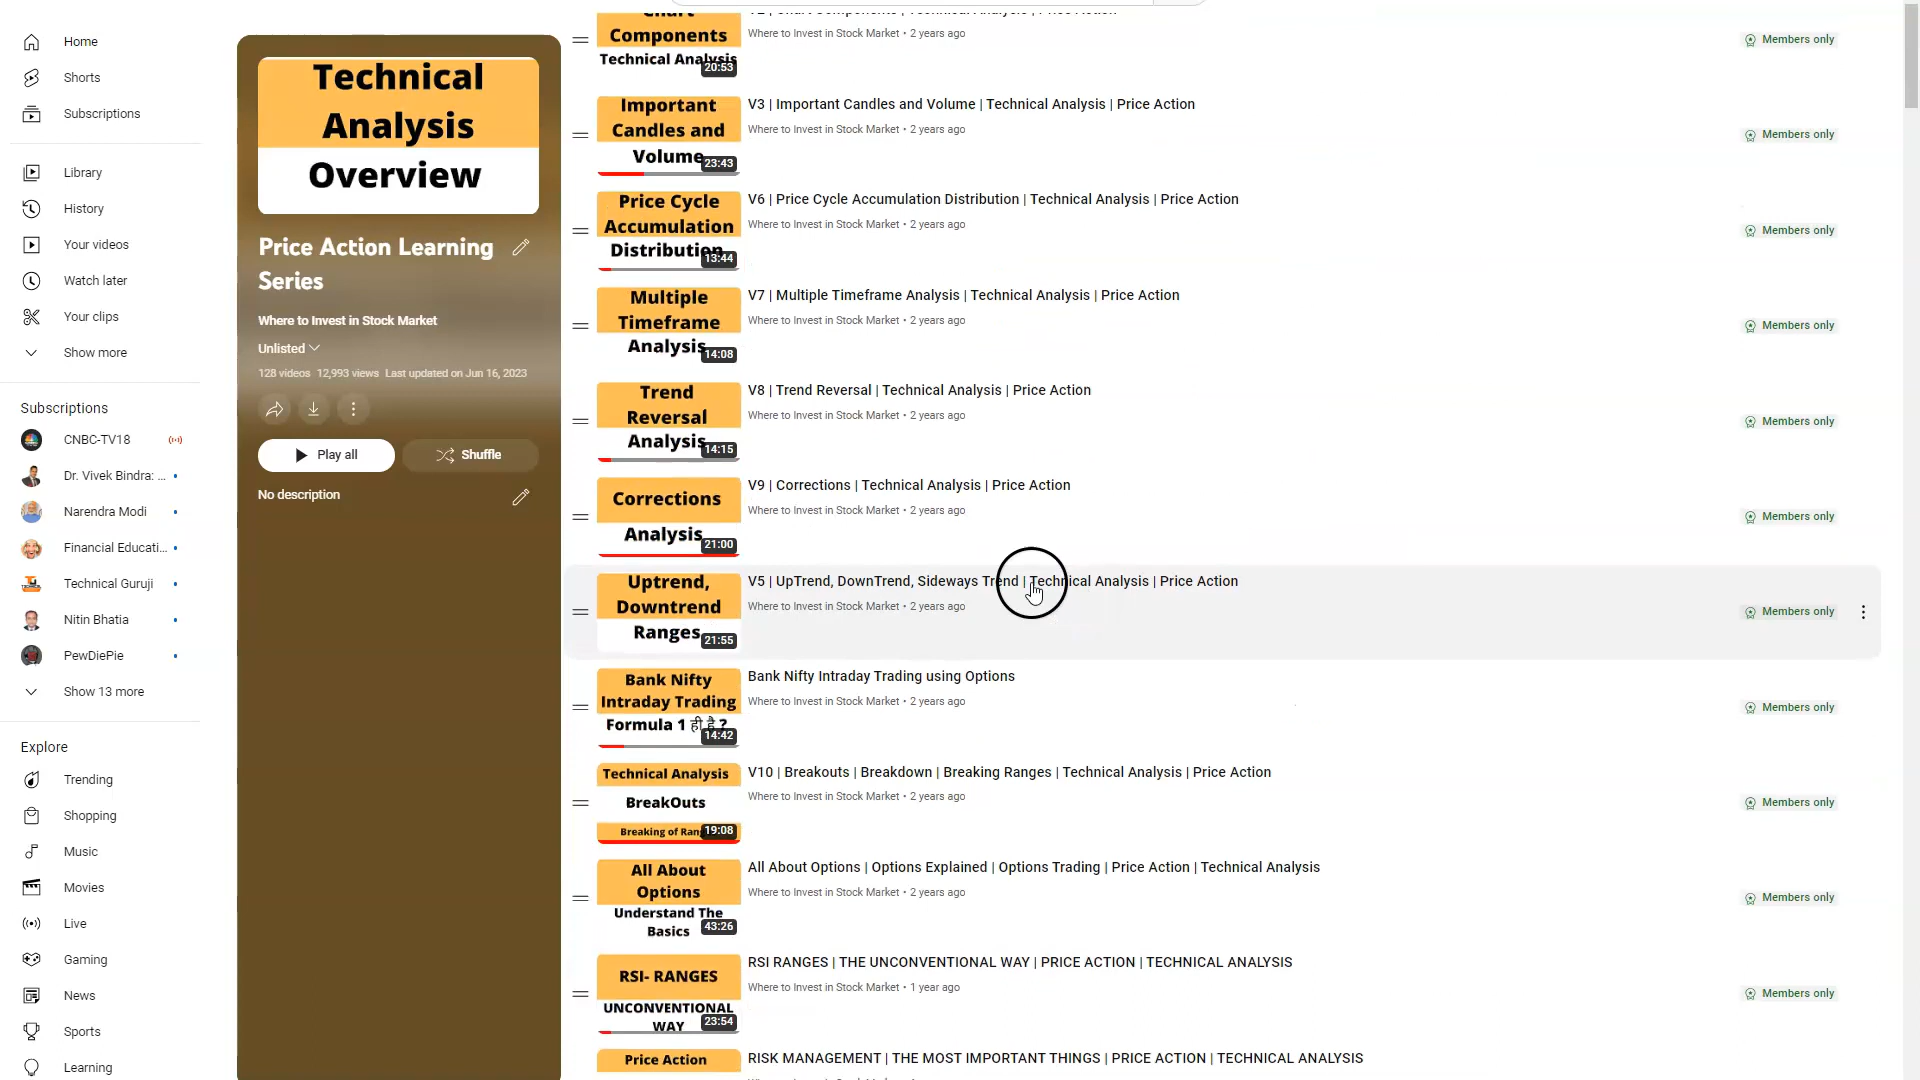 Home
Shorts
Subscriptions
Library
History
Your videos
Watch later
Your clips
Show more
Subscriptions
CNBC-TV18
Dr. Vivek Bindra: ...
Narendra Modi
Financial Educati...
Technical Guruji
Nitin Bhatia
PewDiePie
Show 13 more
Explore
Trending
Shopping
Music
Movies
Live
Gaming
News
Sports
Learning
Technical
Analysis
Overview
Price Action Learning
Series
Where to Invest in Stock Market
Unlisted
128 videos 12,993 views Last updated on Jun 16, 2023
Play all
Shuffle
No description
Components
Technical Analysis
20:53
Where to Invest in Stock Market • 2 years ago
Members only
Important
Candles and
Volume
23:43
V3 | Important Candles and Volume | Technical Analysis | Price Action
Where to Invest in Stock Market • 2 years ago
Members only
Price Cycle
Accumulation
Distribution
13:44
V6 | Price Cycle Accumulation Distribution | Technical Analysis | Price Action
Where to Invest in Stock Market • 2 years ago
Members only
Multiple
Timeframe
Analysis
14:08
V7 | Multiple Timeframe Analysis | Technical Analysis | Price Action
Where to Invest in Stock Market • 2 years ago
Members only
Trend
Reversal
Analysis
14:15
V8 | Trend Reversal | Technical Analysis | Price Action
Where to Invest in Stock Market • 2 years ago
Members only
Corrections
Analysis
21:00
V9 | Corrections | Technical Analysis | Price Action
Where to Invest in Stock Market • 2 years ago
Members only
Uptrend,
Downtrend
Ranges
21:55
V5 | UpTrend, DownTrend, Sideways Trend | Technical Analysis | Price Action
Where to Invest in Stock Market • 2 years ago
Members only
Bank Nifty
Intraday Trading
Formula 1 ही है ?
14:42
Bank Nifty Intraday Trading using Options
Where to Invest in Stock Market • 2 years ago
Members only
Technical Analysis
BreakOuts
Breaking of
19:08
V10 | Breakouts | Breakdown | Breaking Ranges | Technical Analysis | Price Action
Where to Invest in Stock Market • 2 years ago
Members only
All About
Options
Understand The
Basics
43:26
All About Options | Options Explained | Options Trading | Price Action | Technical Analysis
Where to Invest in Stock Market • 2 years ago
Members only
RSI- RANGES
UNCONVENTIONAL
WAY
23:54
RSI RANGES | THE UNCONVENTIONAL WAY | PRICE ACTION | TECHNICAL ANALYSIS
Where to Invest in Stock Market • 1 year ago
Members only
Price Action
RISK MANAGEMENT | THE MOST IMPORTANT THINGS | PRICE ACTION | TECHNICAL ANALYSIS